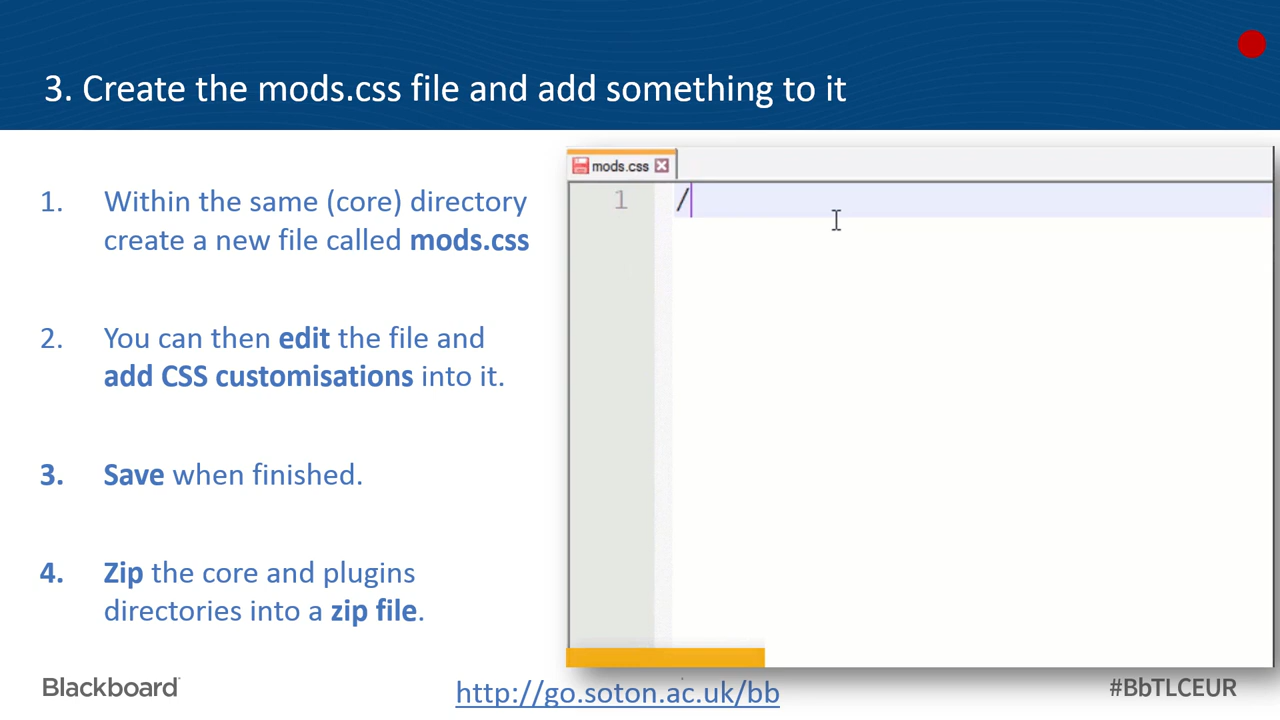 3. Create the mods.css file and add something to it
1. Within the same (core) directory
create a new file called mods.css
2. You can then edit the file and
add CSS customisations into it.
3. Save when finished.
4. Zip the core and plugins
directories into a zip file.
mods.css
1 /
Blackboard
http://go.soton.ac.uk/bb
#BbTLCEUR